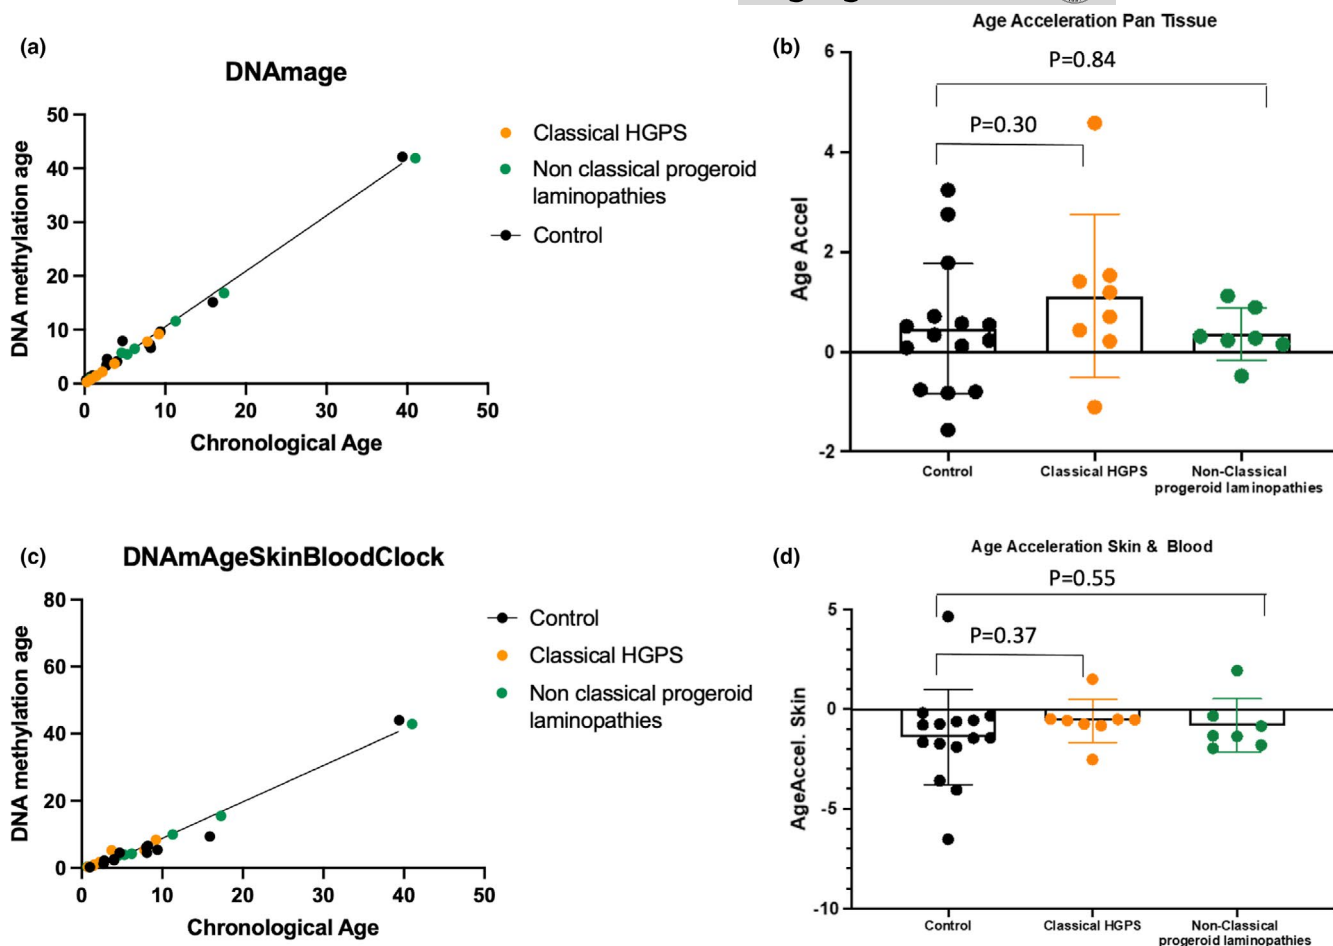 (a)
DNAmage
50
40
30
20
10
0
DNA methylation age
0 10 20 30 40 50
Chronological Age
Classical HGPS
Non classical progeroid
laminopathies
Control
(b)
Age Acceleration Pan Tissue
P=0.84
P=0.30
6
4
2
0
-2
Age Accel
Control
Classical HGPS
Non-Classical
progeroid laminopathies
(c)
DNAmAgeSkinBloodClock
80
60
40
20
0
DNA methylation age
0 10 20 30 40 50
Chronological Age
Control
Classical HGPS
Non classical progeroid
laminopathies
(d)
Age Acceleration Skin & Blood
P=0.55
P=0.37
5
0
-5
-10
AgeAccel. Skin
Control
Classical HGPS
Non-Classical
progeroid laminopathies